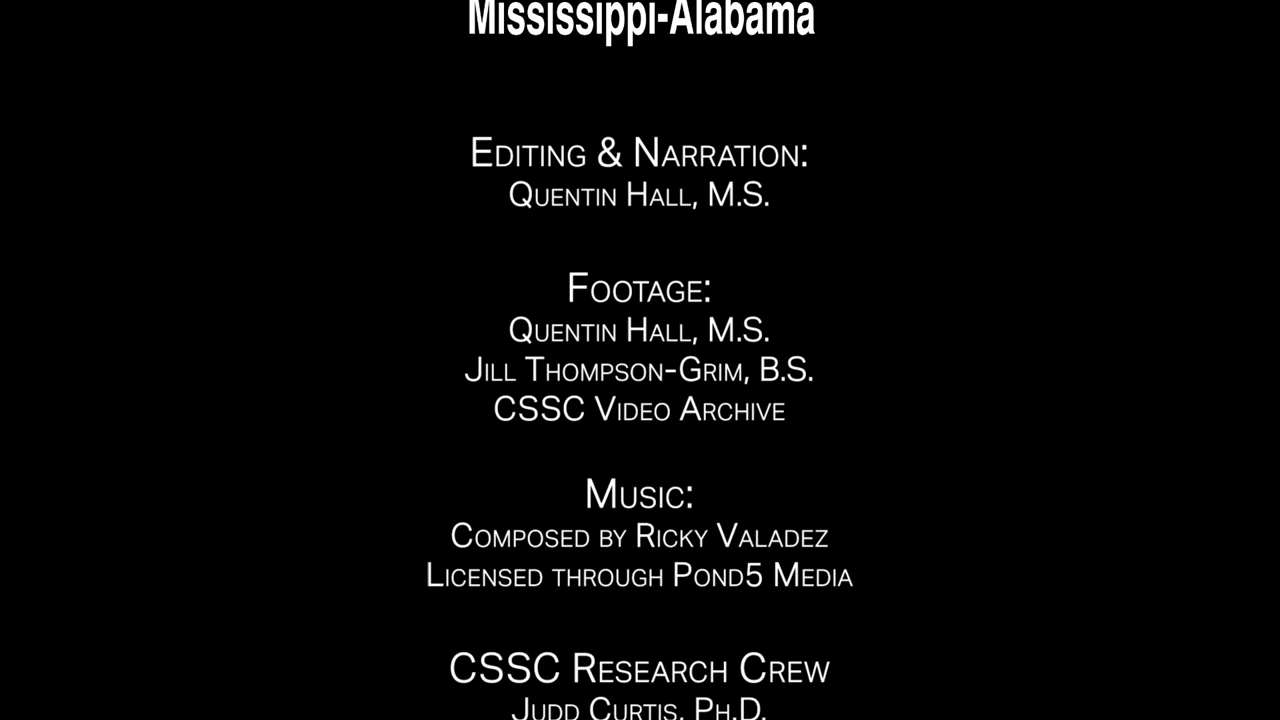 Mississippi-Alabama
Editing & Narration:
Quentin Hall, M.S.
Footage:
Quentin Hall, M.S.
Jill Thompson-Grim, B.S.
CSSC Video Archive
Music:
Composed by Ricky Valadez
Licensed through Pond5 Media
CSSC Research Crew
Judd Curtis, Ph.D.